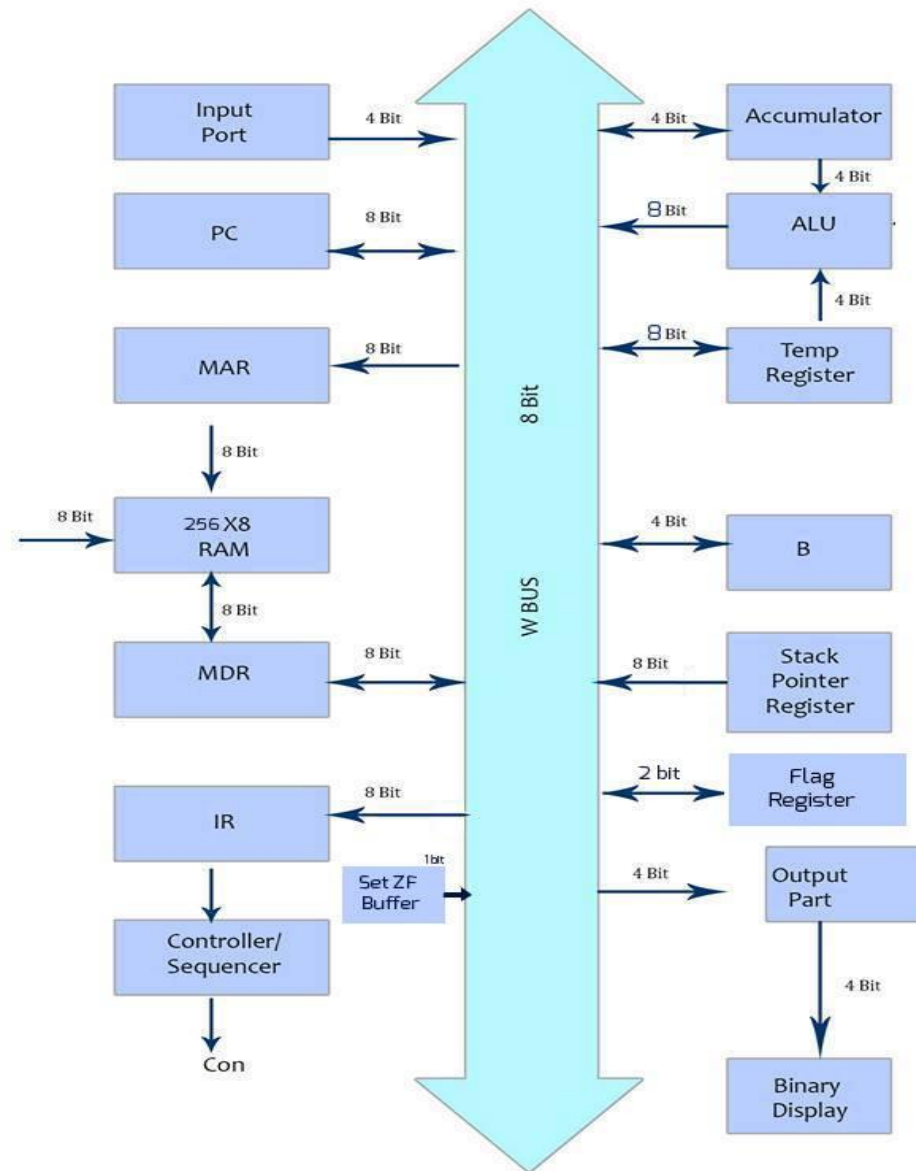 Input
Port
4 Bit
PC
8 Bit
MAR
8 Bit
8 Bit
8 Bit
256 X8
RAM
8 Bit
MDR
8 Bit
IR
8 Bit
Set ZF
Buffer
1bit
Controller/
Sequencer
Con
8 Bit
W BUS
4 Bit
Accumulator
4 Bit
8 Bit
ALU
4 Bit
8 Bit
Temp
Register
4 Bit
B
8 Bit
Stack
Pointer
Register
2 bit
Flag
Register
4 Bit
Output
Part
4 Bit
Binary
Display